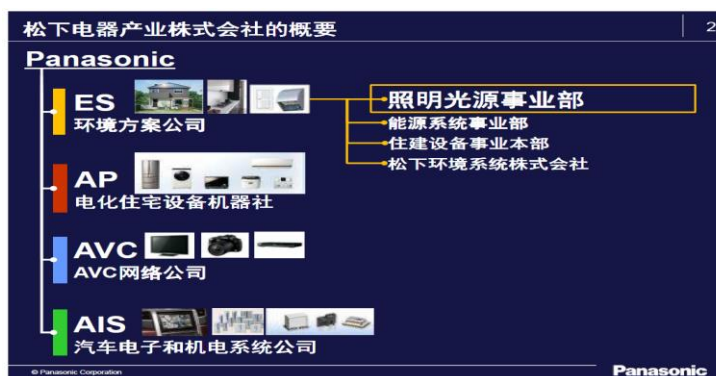 松下电器产业株式会社的概要
2
Panasonic
ES
环境方案公司
照明光源事业部
能源系统事业部
住建设备事业本部
松下环境系统株式会社
AP
电化住宅设备机器社
AVC
AVC网络公司
AIS
汽车电子和机电系统公司
© Panasonic Corporation
Panasonic